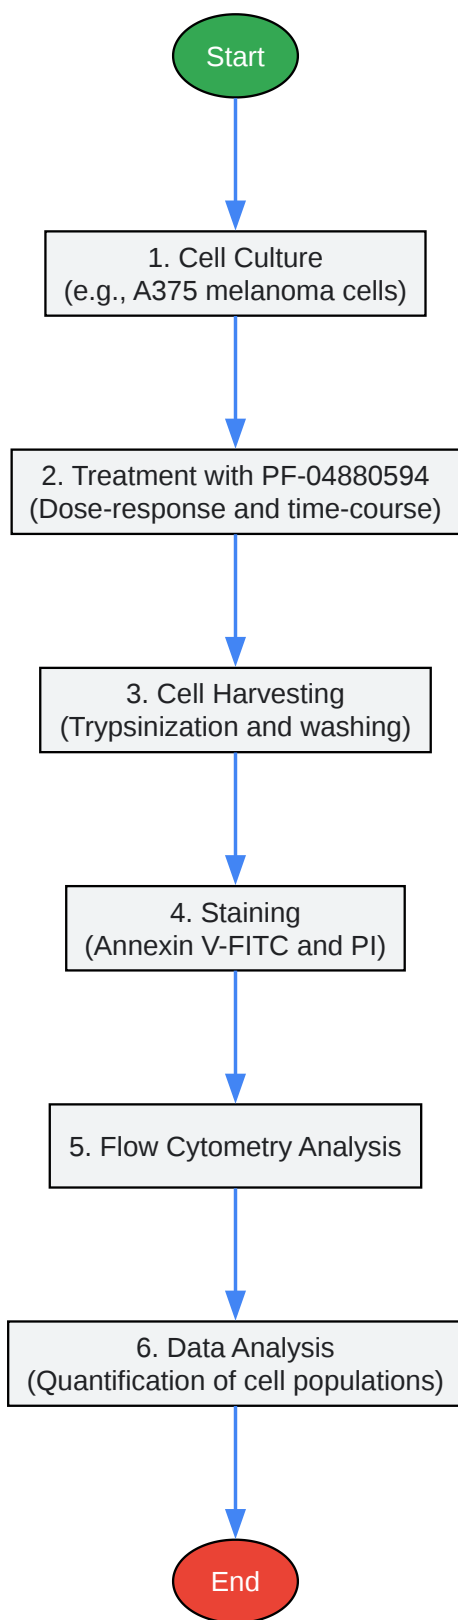 Start
1. Cell Culture
(e.g., A375 melanoma cells)
2. Treatment with PF-04880594
(Dose-response and time-course)
3. Cell Harvesting
(Trypsinization and washing)
4. Staining
(Annexin V-FITC and PI)
5. Flow Cytometry Analysis
6. Data Analysis
(Quantification of cell populations)
End